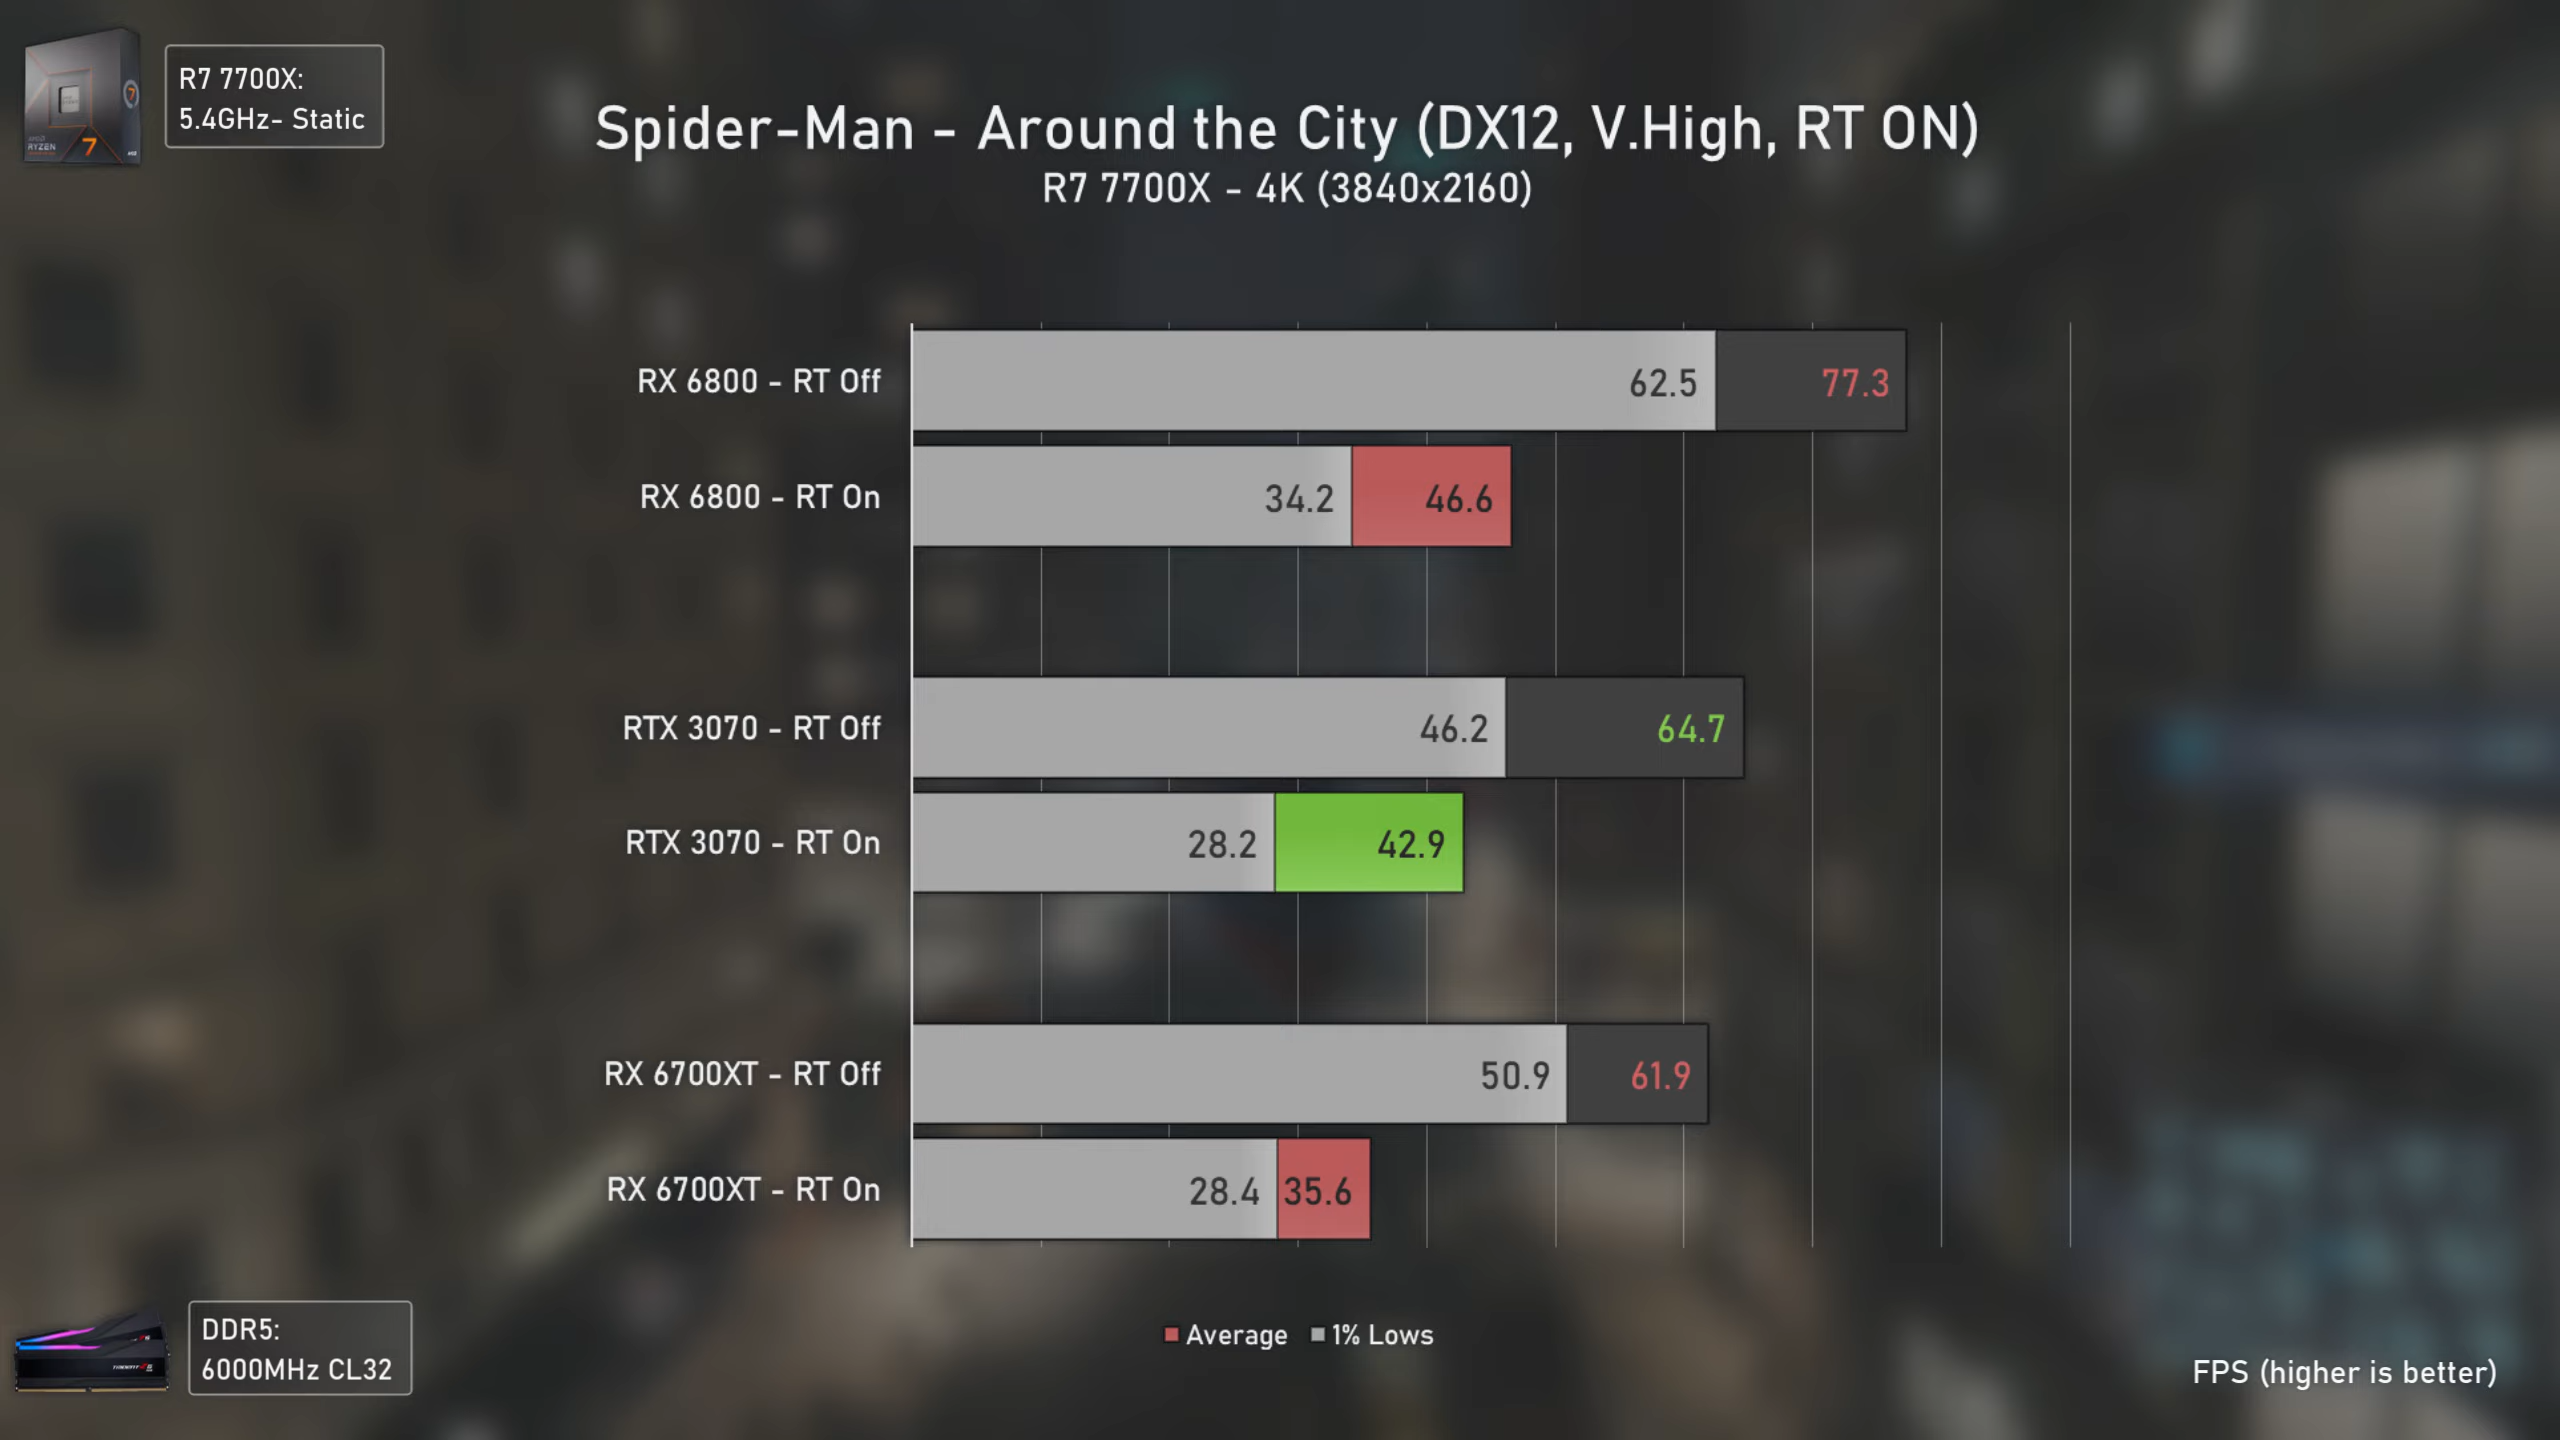 R7 7700X:
5.4GHz- Static
AMD
RYZEN
7
7
Spider-Man - Around the City (DX12, V.High, RT ON)
R7 7700X - 4K (3840x2160)
RX 6800 - RT Off
62.5
77.3
RX 6800 - RT On
34.2
46.6
RTX 3070 - RT Off
46.2
64.7
RTX 3070 - RT On
28.2
42.9
RX 6700XT - RT Off
50.9
61.9
RX 6700XT - RT On
28.4
35.6
Average
1% Lows
DDR5:
6000MHz CL32
FPS (higher is better)